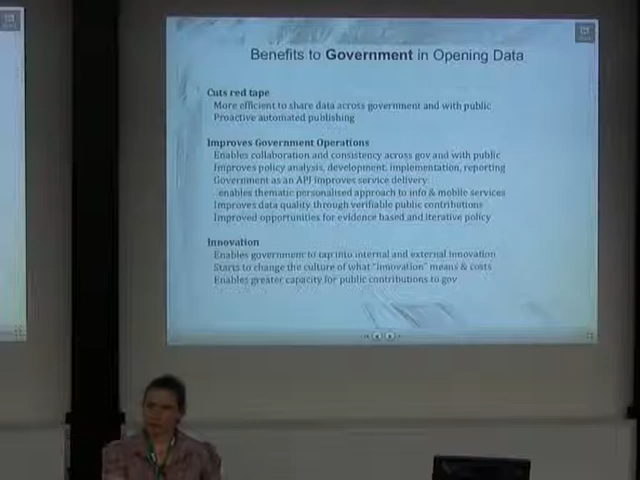 Benefits to Government in Opening Data
Cuts red tape
More efficient to share data across government and with public
Proactive automated publishing
Improves Government Operations
Enables collaboration and consistency across gov and with public
Improves policy analysis, development, implementation, reporting
Government as an API improves service delivery
enables thematic personalised approach to info & mobile services
Improves data quality through verifiable public contributions
Improved opportunities for evidence based and iterative policy
Innovation
Enables government to tap into internal and external innovation
Starts to change the culture of what "innovation" means & costs
Enables greater capacity for public contributions to gov